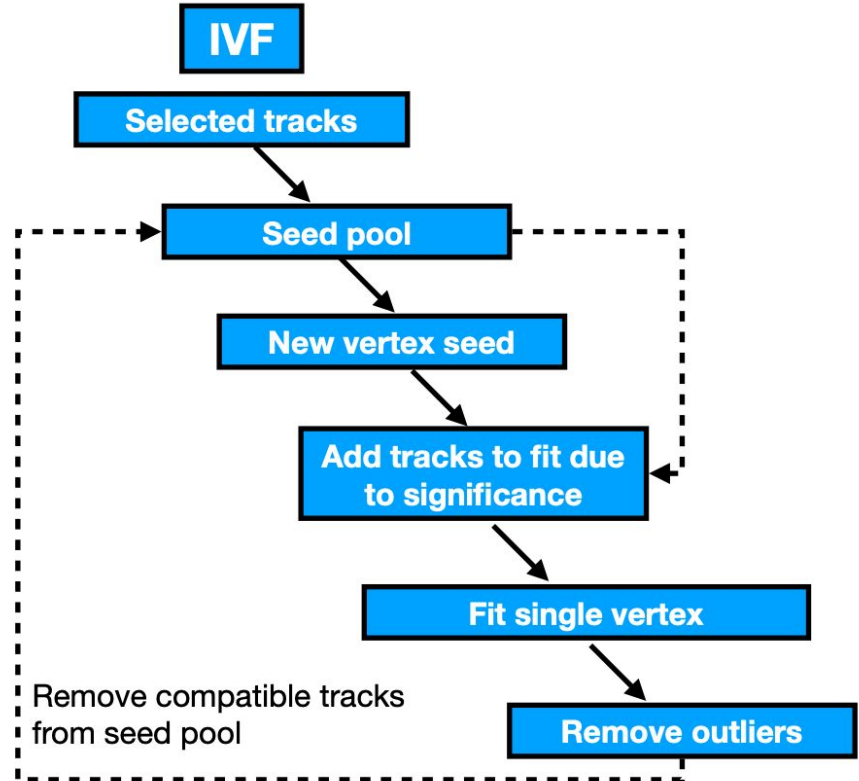 IVF
Selected tracks
Seed pool
New vertex seed
Add tracks to fit due
to significance
Fit single vertex
Remove compatible tracks
from seed pool
Remove outliers